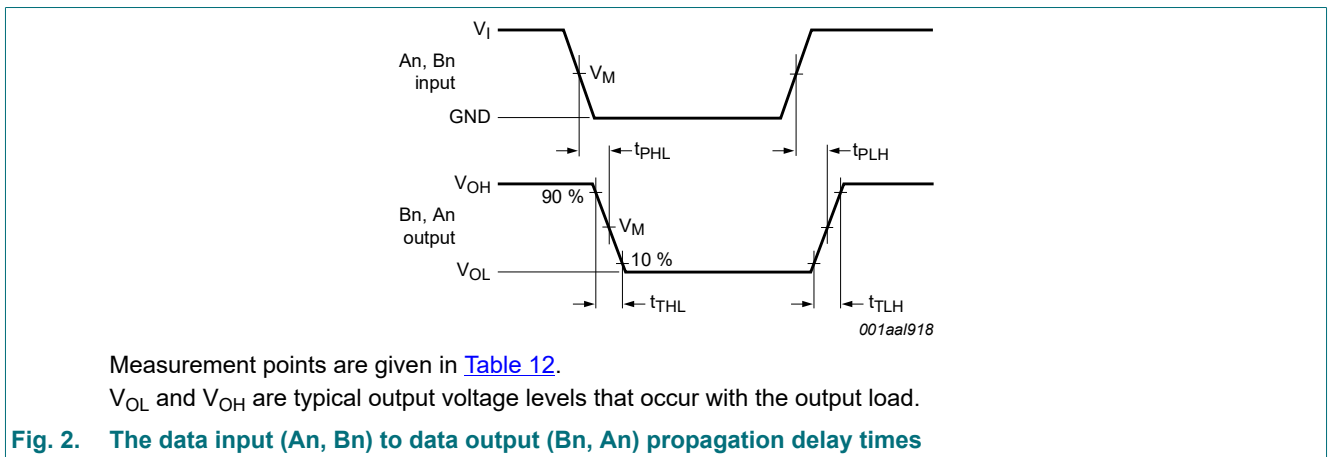 VI
An, Bn
input
VM
GND
tPHL
tPLH
VOH
90 %
Bn, An
output
VM
10 %
VOL
tTHL
tTLH
001aal918
Measurement points are given in Table 12.
VOL and VOH are typical output voltage levels that occur with the output load.
Fig. 2. The data input (An, Bn) to data output (Bn, An) propagation delay times